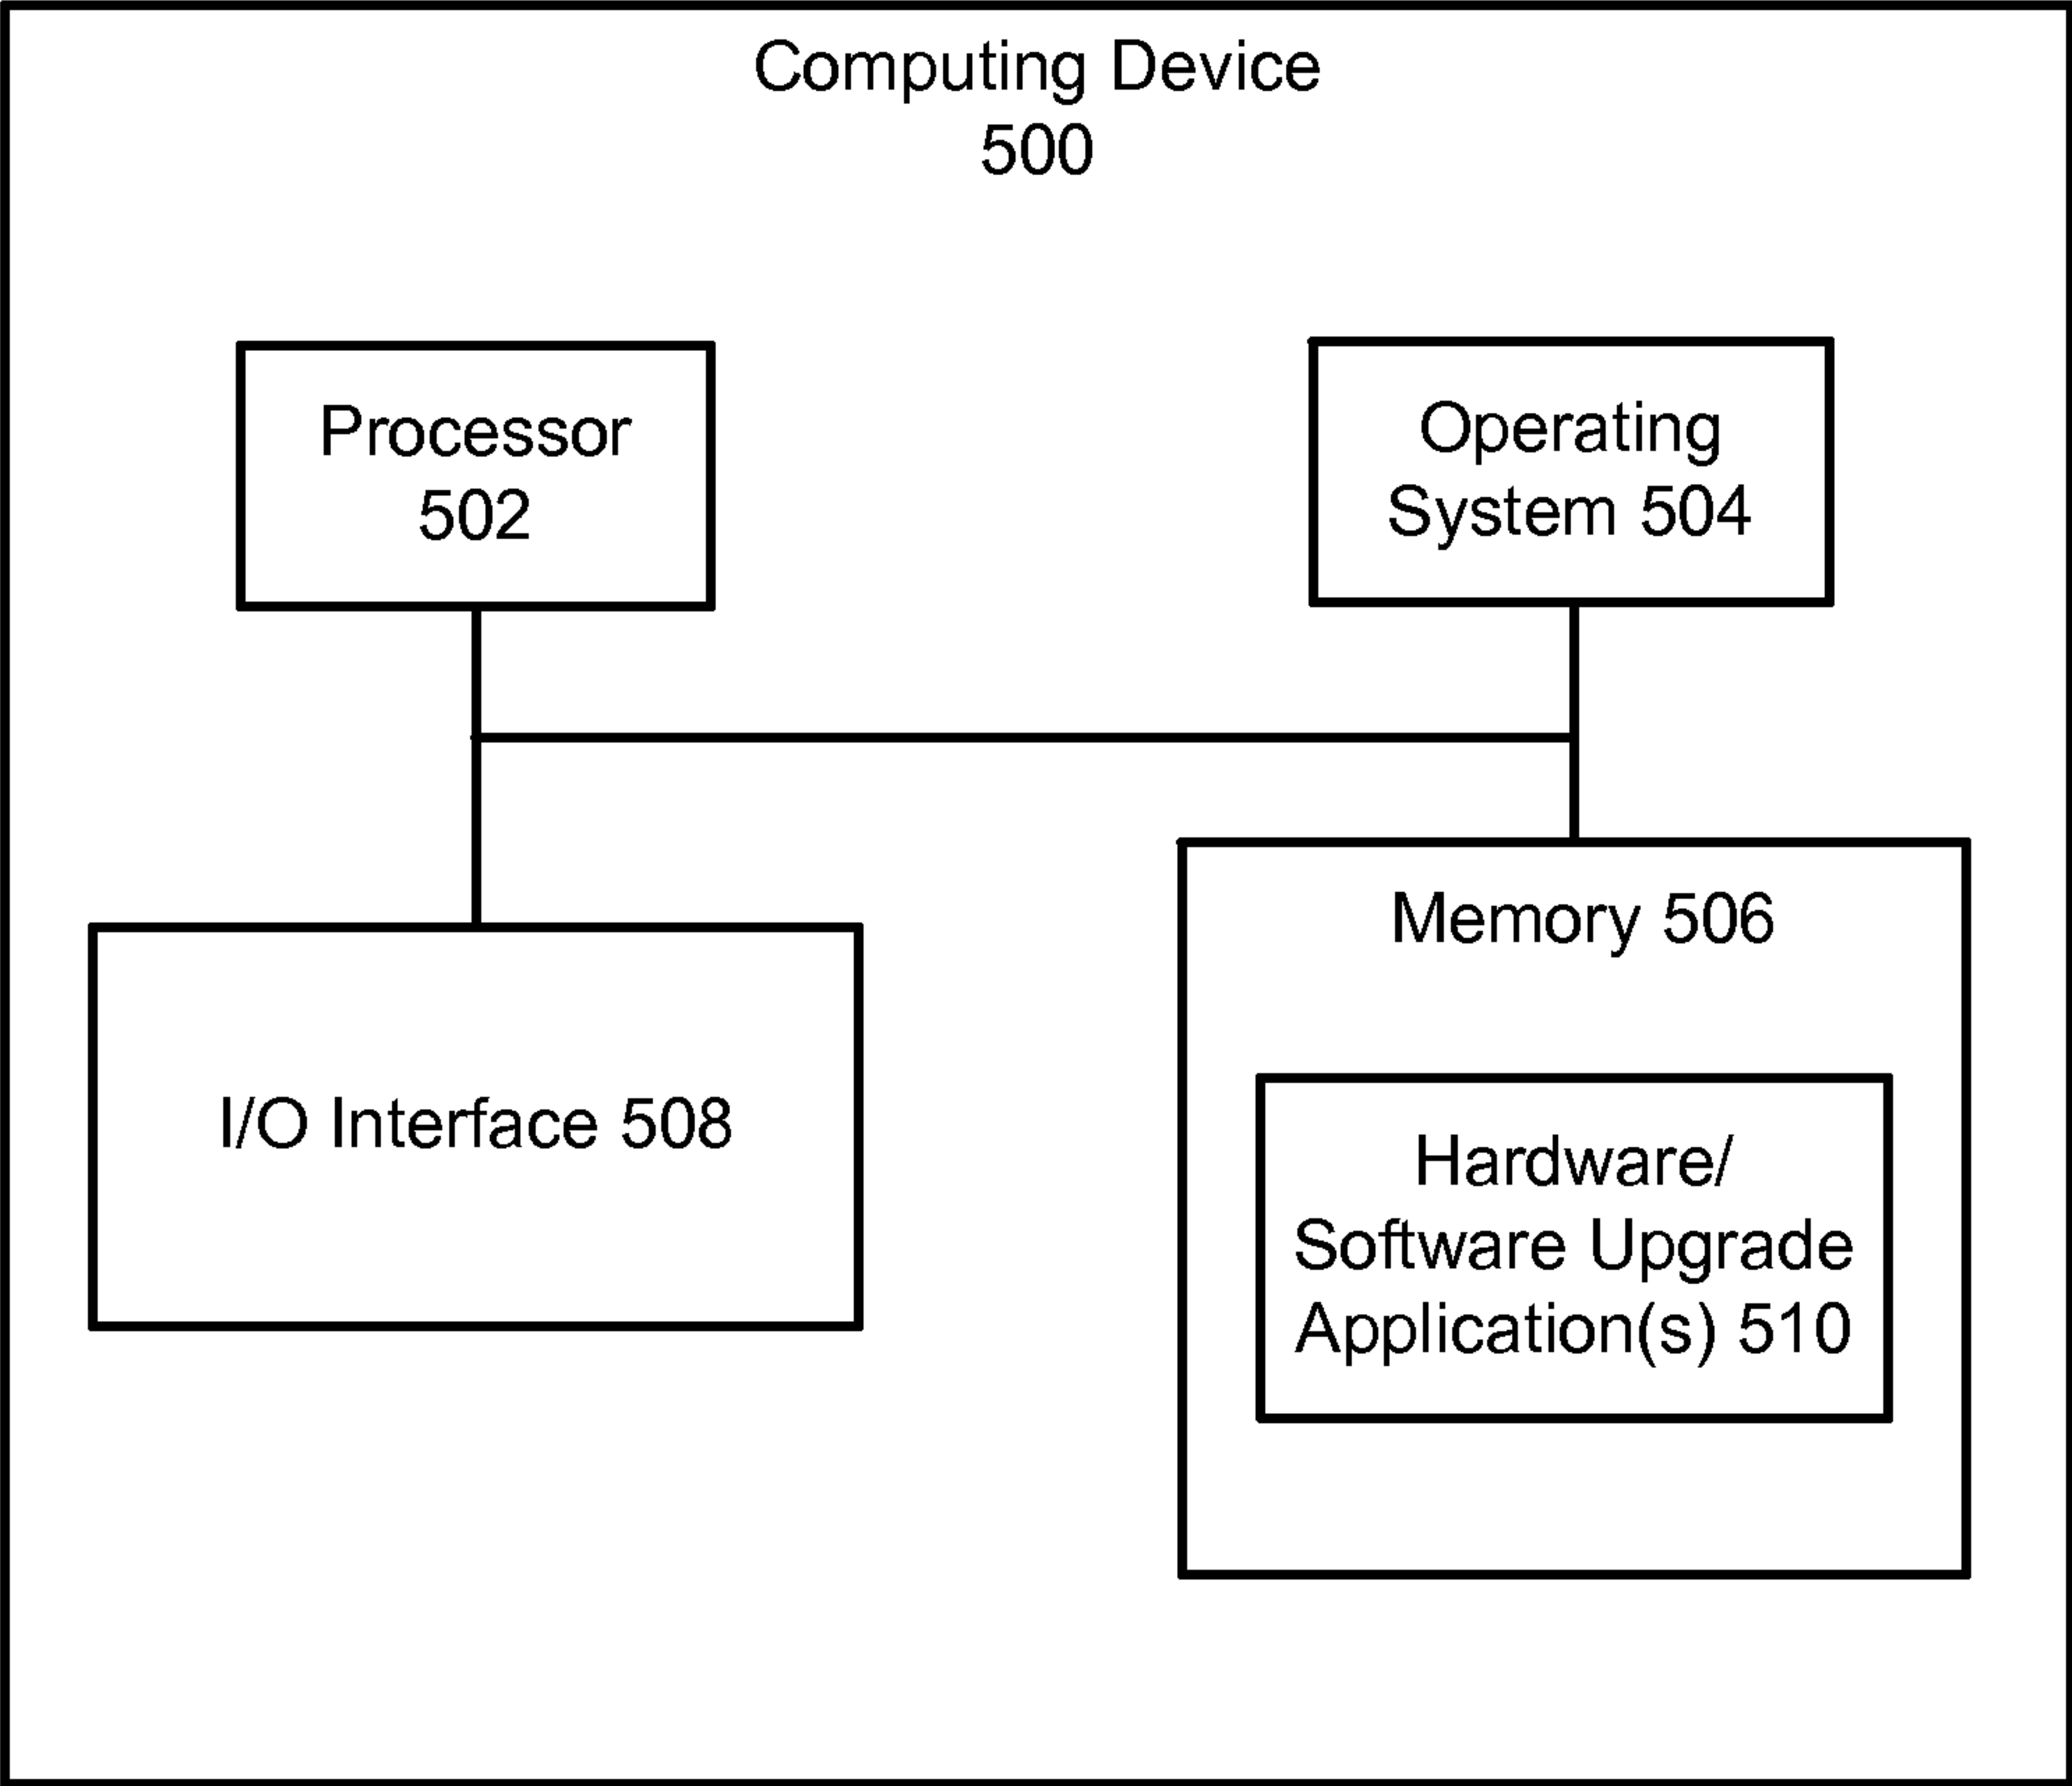 Computing Device
500
Processor
502
Operating
System 504
I/O Interface 508
Memory 506
Hardware/
Software Upgrade
Application(s) 510